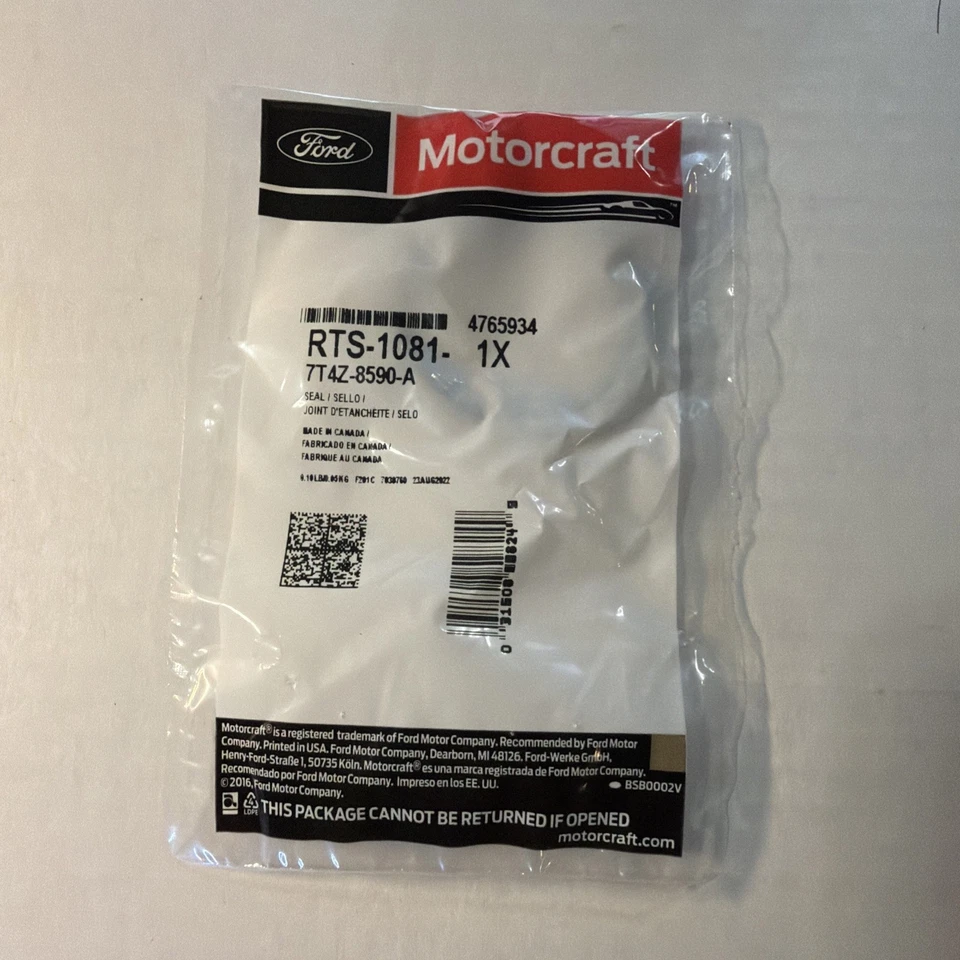 Ford Motorcraft
4765934
RTS-1081- 1X
7T4Z-8590-A
SEAL / SELLO /
JOINT D'ETANCHEITE / SELO
MADE IN CANADA /
FABRICADO EN CANADA /
FABRIQUE AU CANADA
F201C 7030760 23AUG2022
Motorcraft® is a registered trademark of Ford Motor Company. Recommended by Ford Motor
Company. Printed in USA. Ford Motor Company, Dearborn, MI 48126. Ford-Werke GmbH,
Henry-Ford-Straße 1, 50735 Köln. Motorcraft® es una marca registrada de Ford Motor Company.
Recomendado por Ford Motor Company. Impreso en los EE. UU.
© 2016, Ford Motor Company.
BSB0002V
LDPE THIS PACKAGE CANNOT BE RETURNED IF OPENED
motorcraft.com